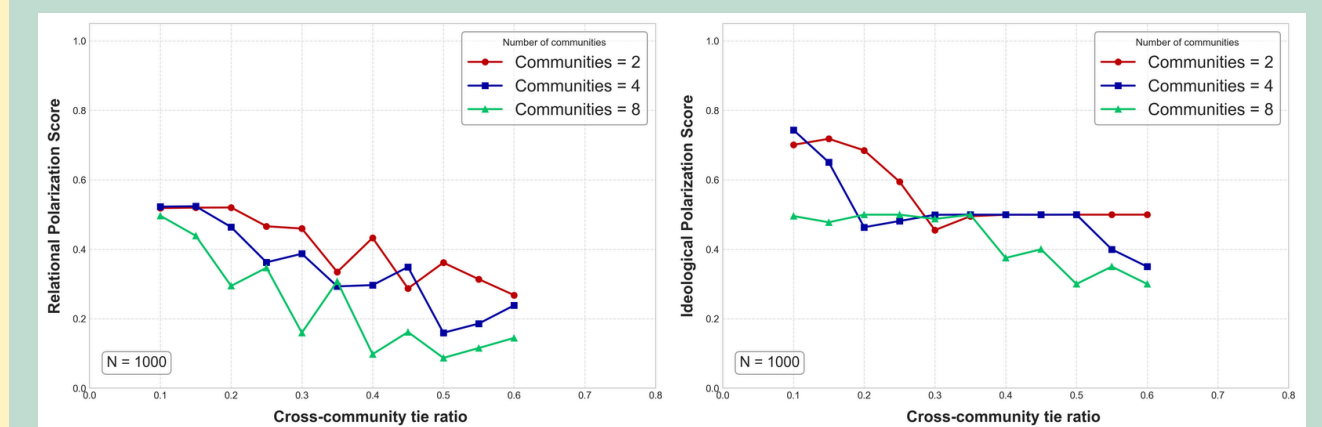 Relational Polarization Score
1.0
0.8
0.6
0.4
0.2
0.0
Number of communities
Communities = 2
Communities = 4
Communities = 8
N = 1000
0.0 0.1 0.2 0.3 0.4 0.5 0.6 0.7 0.8
Cross-community tie ratio
Ideological Polarization Score
1.0
0.8
0.6
0.4
0.2
0.0
Number of communities
Communities = 2
Communities = 4
Communities = 8
N = 1000
0.0 0.1 0.2 0.3 0.4 0.5 0.6 0.7 0.8
Cross-community tie ratio